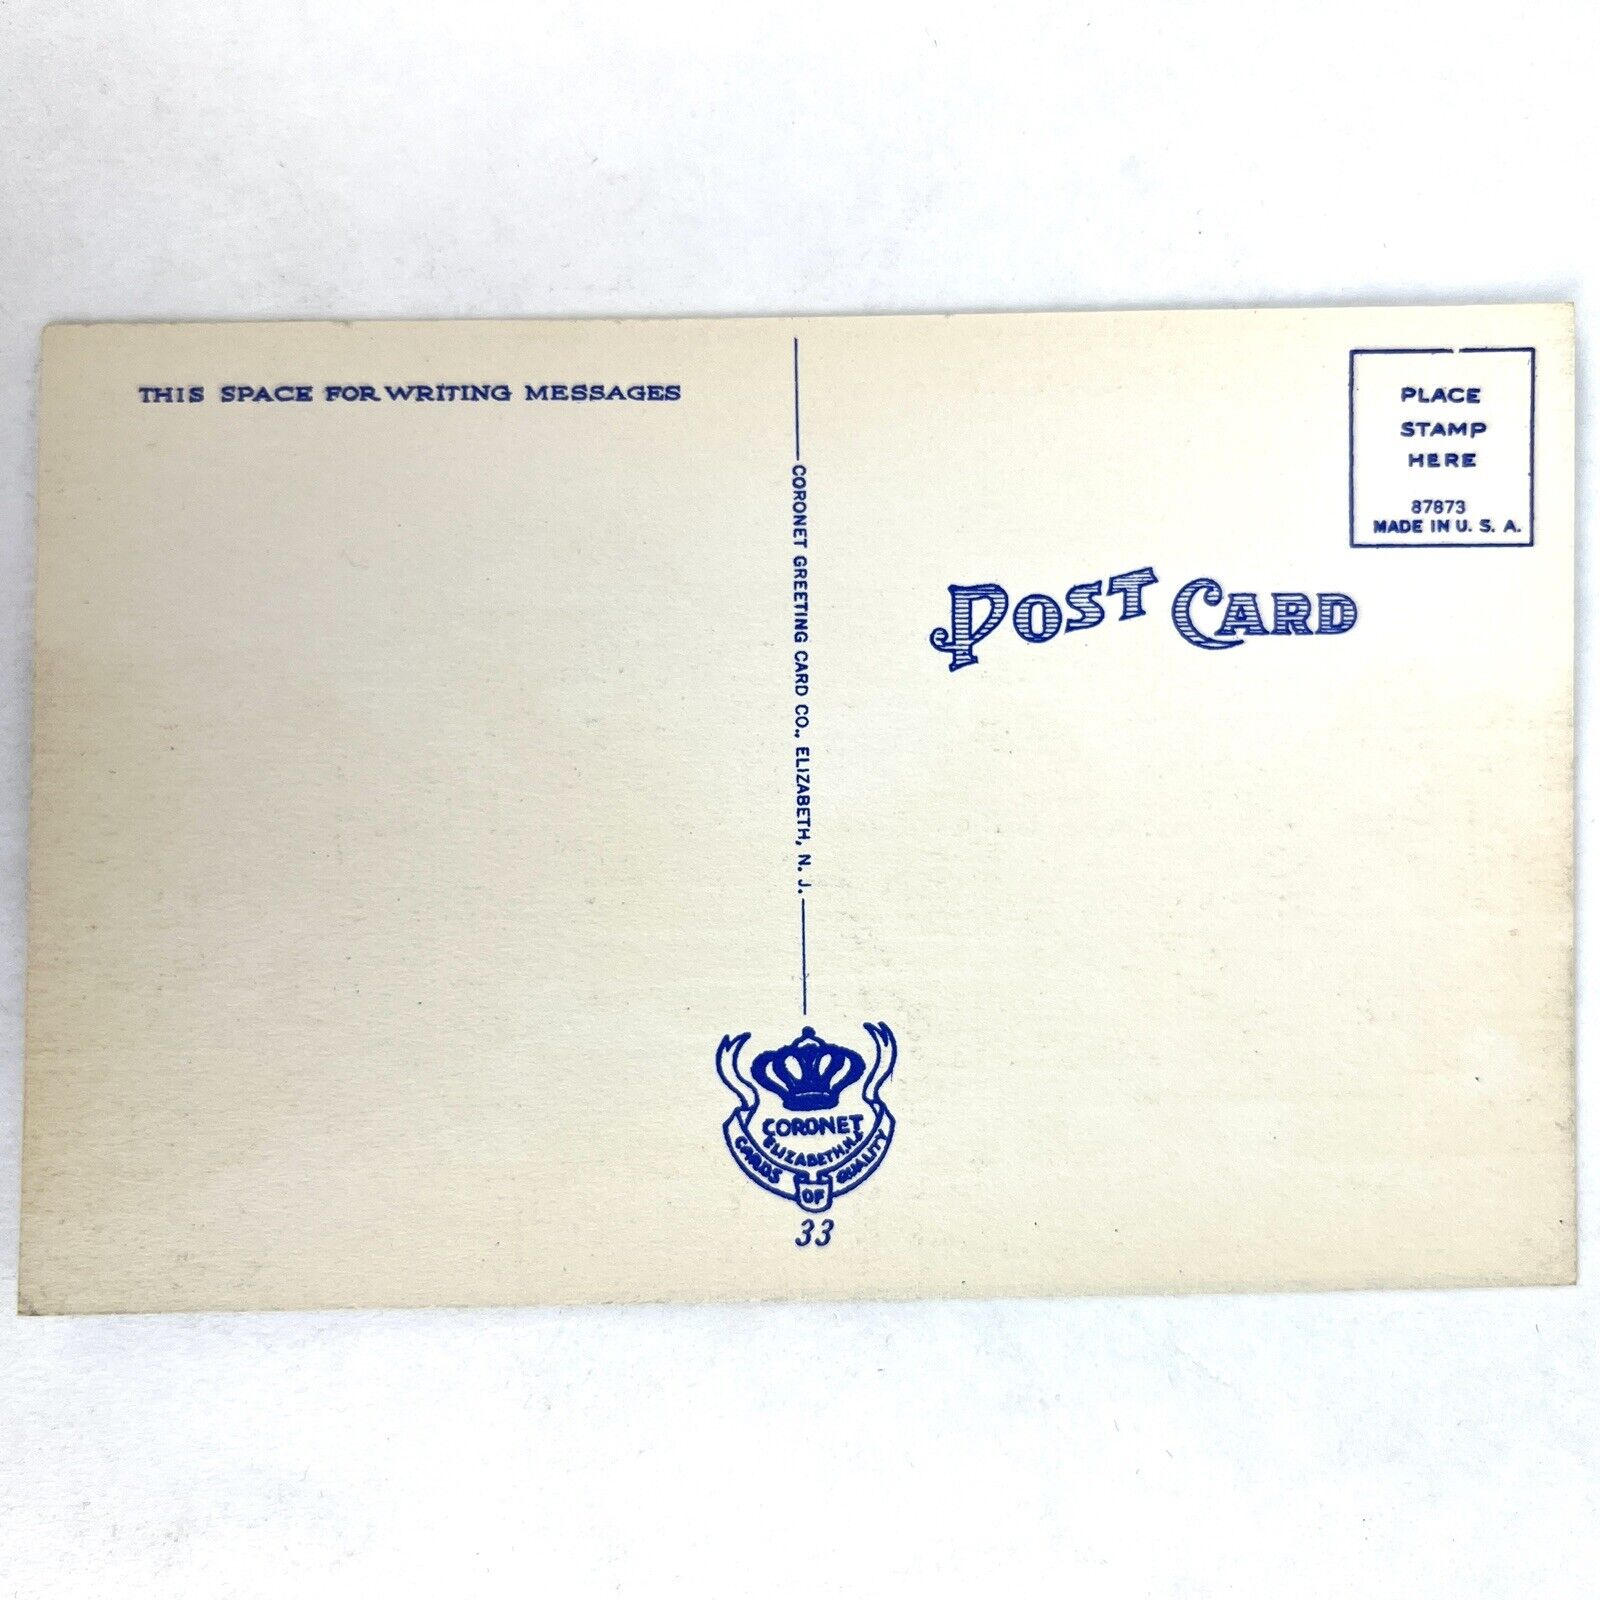 THIS SPACE FOR WRITING MESSAGES
PLACE
STAMP
HERE
87873
MADE IN U. S. A.
POST CARD
CORONET GREETING CARD CO., ELIZABETH, N. J.
CORONET
ELIZABETH, N.J.
CARDS OF QUALITY
33